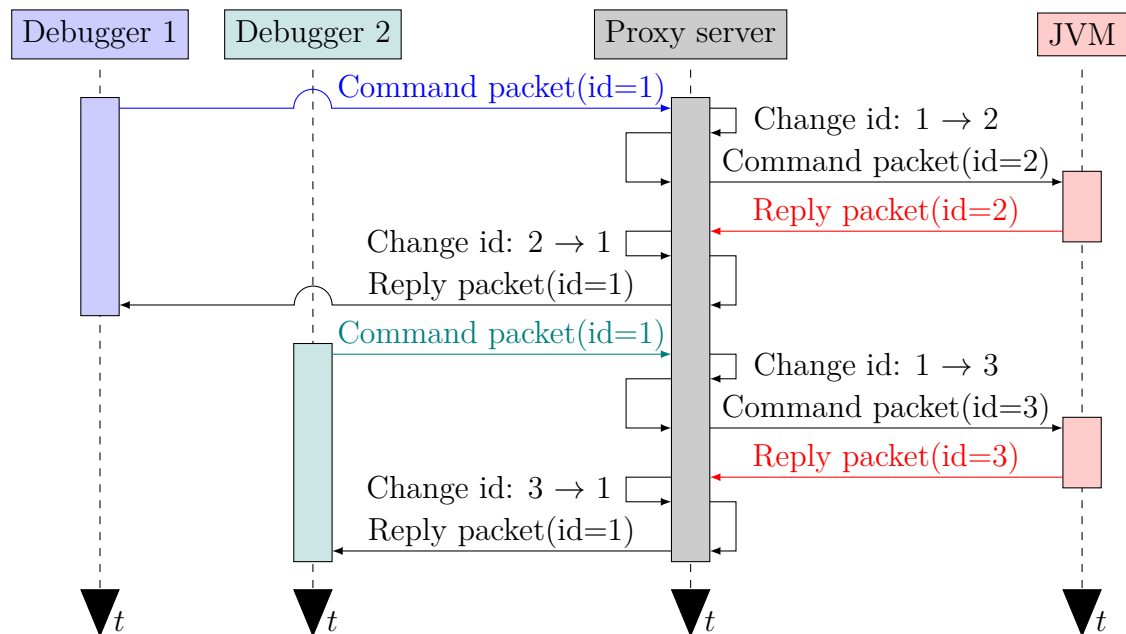 Debugger 1
Debugger 2
Proxy server
JVM
Command packet(id=1)
Change id: 1 → 2
Command packet(id=2)
Reply packet(id=2)
Change id: 2 → 1
Reply packet(id=1)
Command packet(id=1)
Change id: 1 → 3
Command packet(id=3)
Reply packet(id=3)
Change id: 3 → 1
Reply packet(id=1)
t
t
t
t